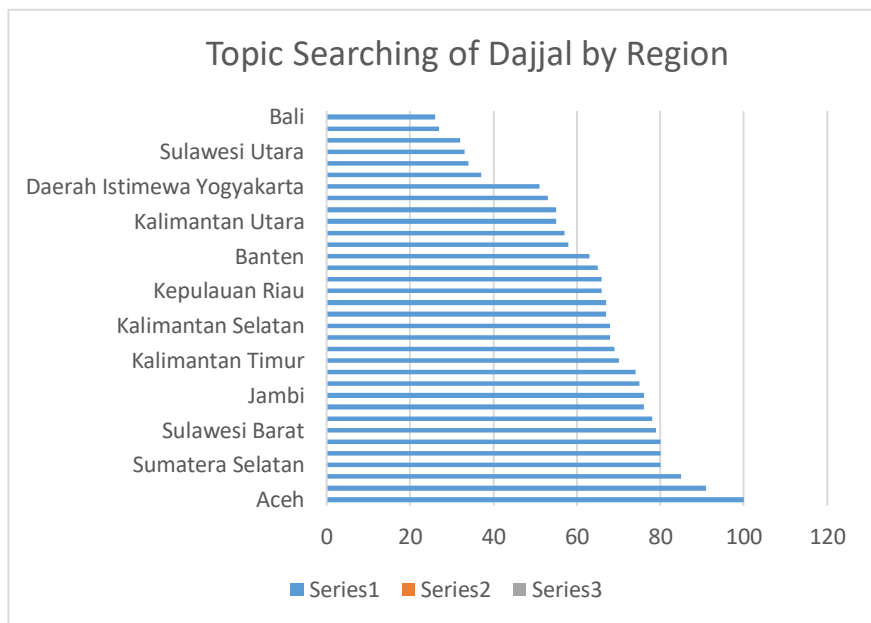 Topic Searching of Dajjal by Region
Bali
Sulawesi Utara
Daerah Istimewa Yogyakarta
Kalimantan Utara
Banten
Kepulauan Riau
Kalimantan Selatan
Kalimantan Timur
Jambi
Sulawesi Barat
Sumatera Selatan
Aceh
0 20 40 60 80 100 120
Series1 Series2 Series3